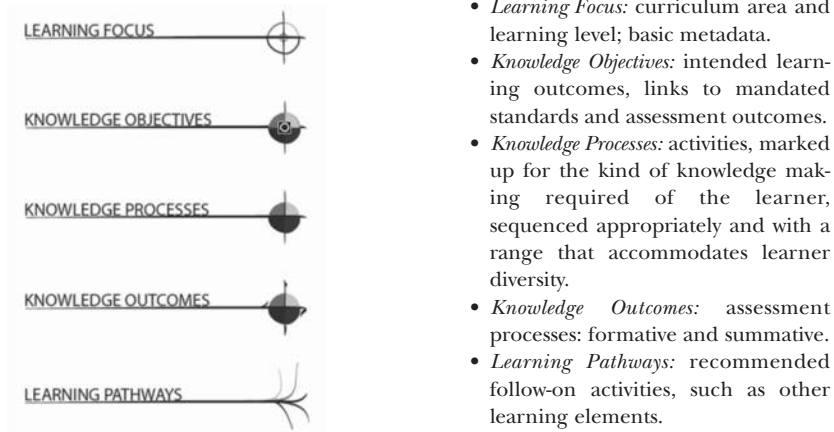 LEARNING FOCUS
KNOWLEDGE OBJECTIVES
KNOWLEDGE PROCESSES
KNOWLEDGE OUTCOMES
LEARNING PATHWAYS
• Learning Focus: curriculum area and
learning level; basic metadata.
• Knowledge Objectives: intended learn-
ing outcomes, links to mandated
standards and assessment outcomes.
• Knowledge Processes: activities, marked
up for the kind of knowledge mak-
ing required of the learner,
sequenced appropriately and with a
range that accommodates learner
diversity.
• Knowledge Outcomes: assessment
processes: formative and summative.
• Learning Pathways: recommended
follow-on activities, such as other
learning elements.